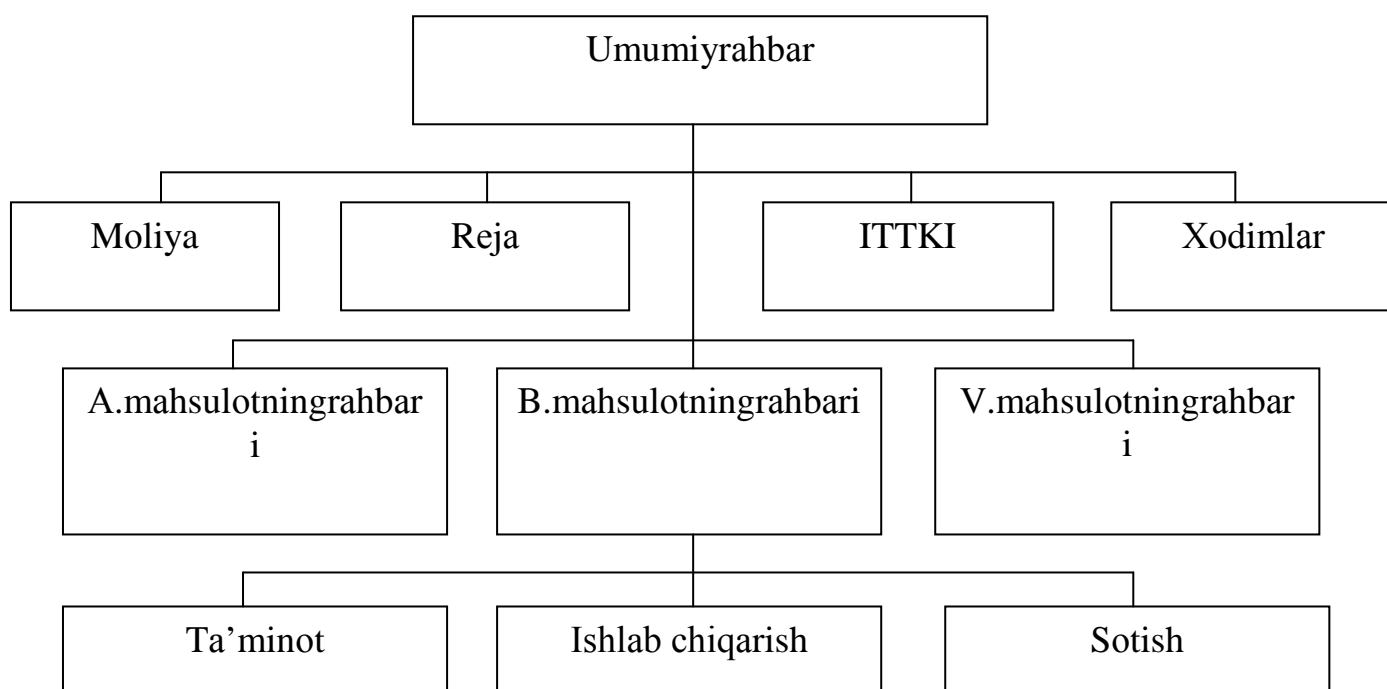 Umumiyrahbar
Moliya
Reja
ITTKI
Xodimlar
A.mahsulotningrahbar
i
B.mahsulotningrahbari
V.mahsulotningrahbar
i
Ta’minot
Ishlab chiqarish
Sotish